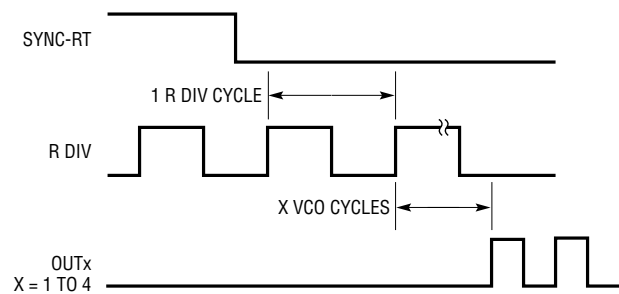 SYNC-RT
1 R DIV CYCLE
R DIV
X VCO CYCLES
OUTx
X = 1 TO 4